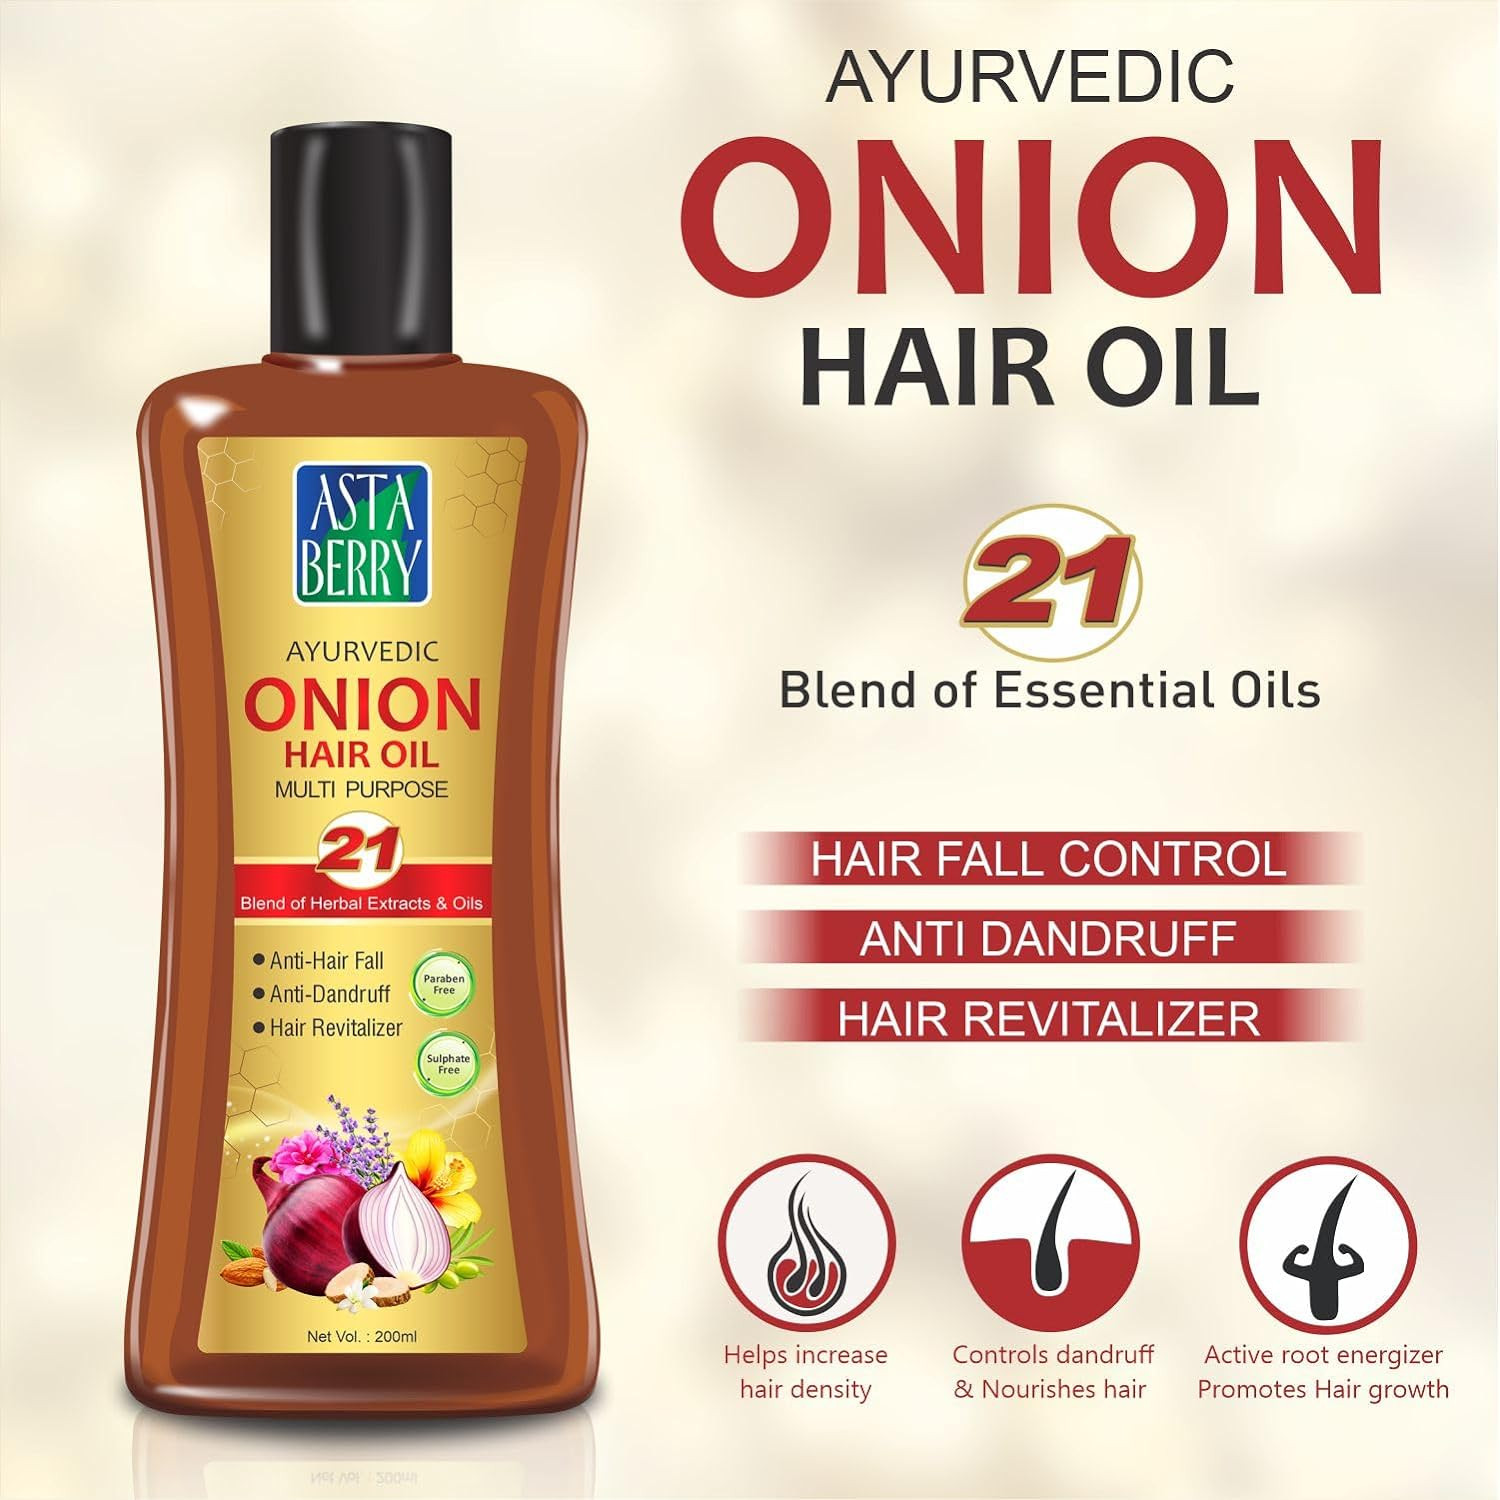 AYURVEDIC
ONION
HAIR OIL
21
Blend of Essential Oils
HAIR FALL CONTROL
ANTI DANDRUFF
HAIR REVITALIZER
Helps increase
hair density
Controls dandruff
& Nourishes hair
Active root energizer
Promotes Hair growth
ASTA
BERRY
AYURVEDIC
ONION
HAIR OIL
MULTI PURPOSE
21
Blend of Herbal Extracts & Oils
• Anti-Hair Fall
• Anti-Dandruff
• Hair Revitalizer
Paraben
Free
Sulphate
Free
Net Vol. : 200ml
Net Vol. : 200ml